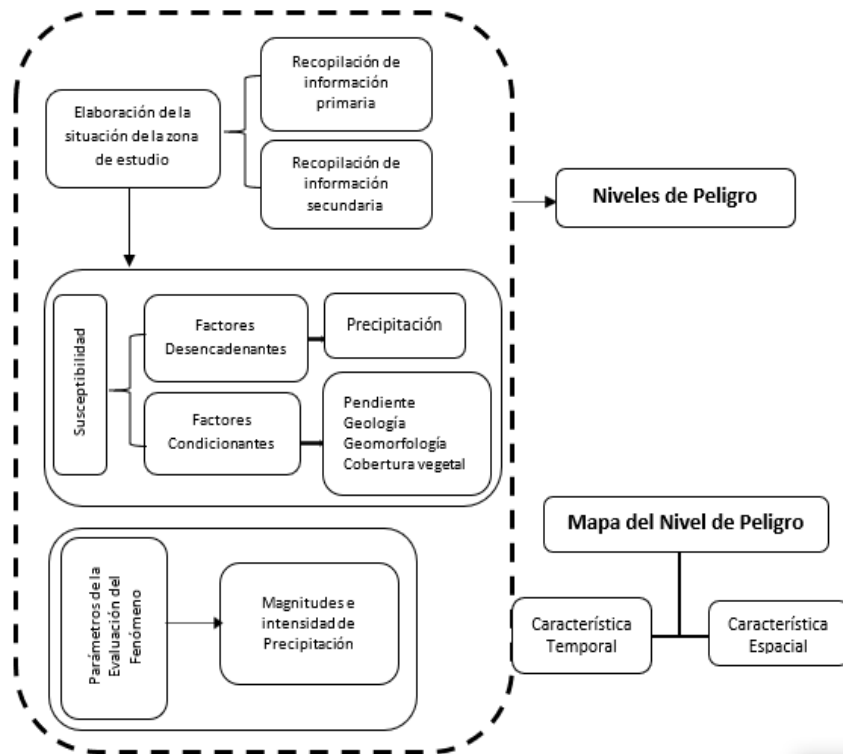 Elaboración de la
situación de la zona
de estudio
Recopilación de
información
primaria
Recopilación de
información
secundaria
Niveles de Peligro
Susceptibilidad
Factores
Desencadenantes
Precipitación
Factores
Condicionantes
Pendiente
Geología
Geomorfología
Cobertura vegetal
Parámetros de la
Evaluación del
Fenómeno
Magnitudes e
intensidad de
Precipitación
Mapa del Nivel de Peligro
Característica
Temporal
Característica
Espacial